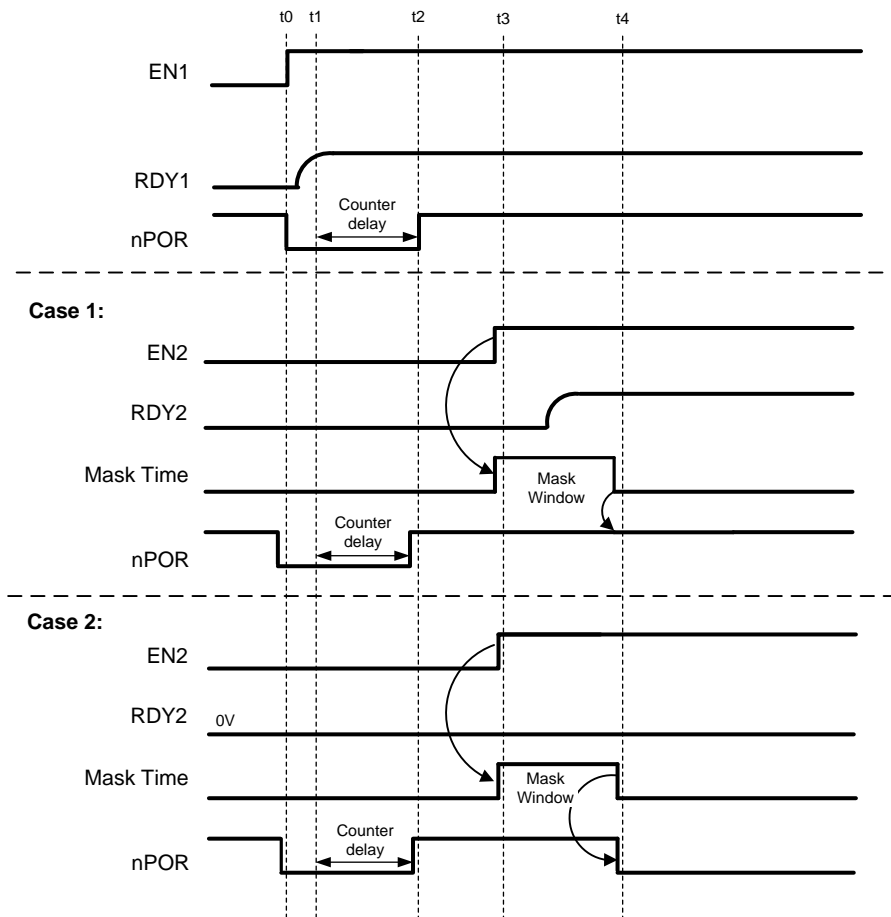 t0 t1 t2 t3 t4
EN1
RDY1
Counter
delay
nPOR
Case 1:
EN2
RDY2
Mask Time
Mask
Window
Counter
delay
nPOR
Case 2:
EN2
RDY2
0V
Mask Time
Mask
Window
Counter
delay
nPOR